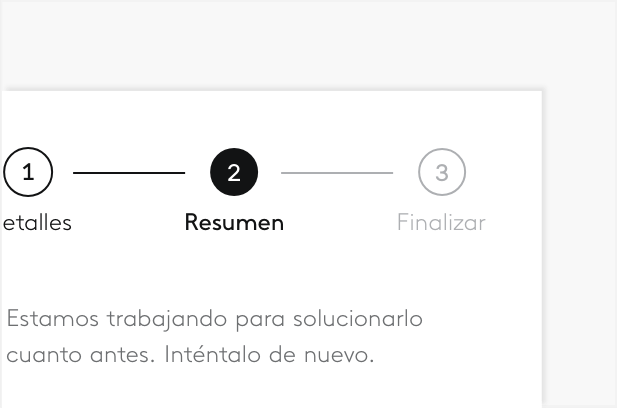 1 2 3
etalles Resumen Finalizar
Estamos trabajando para solucionarlo
cuanto antes. Inténtalo de nuevo.